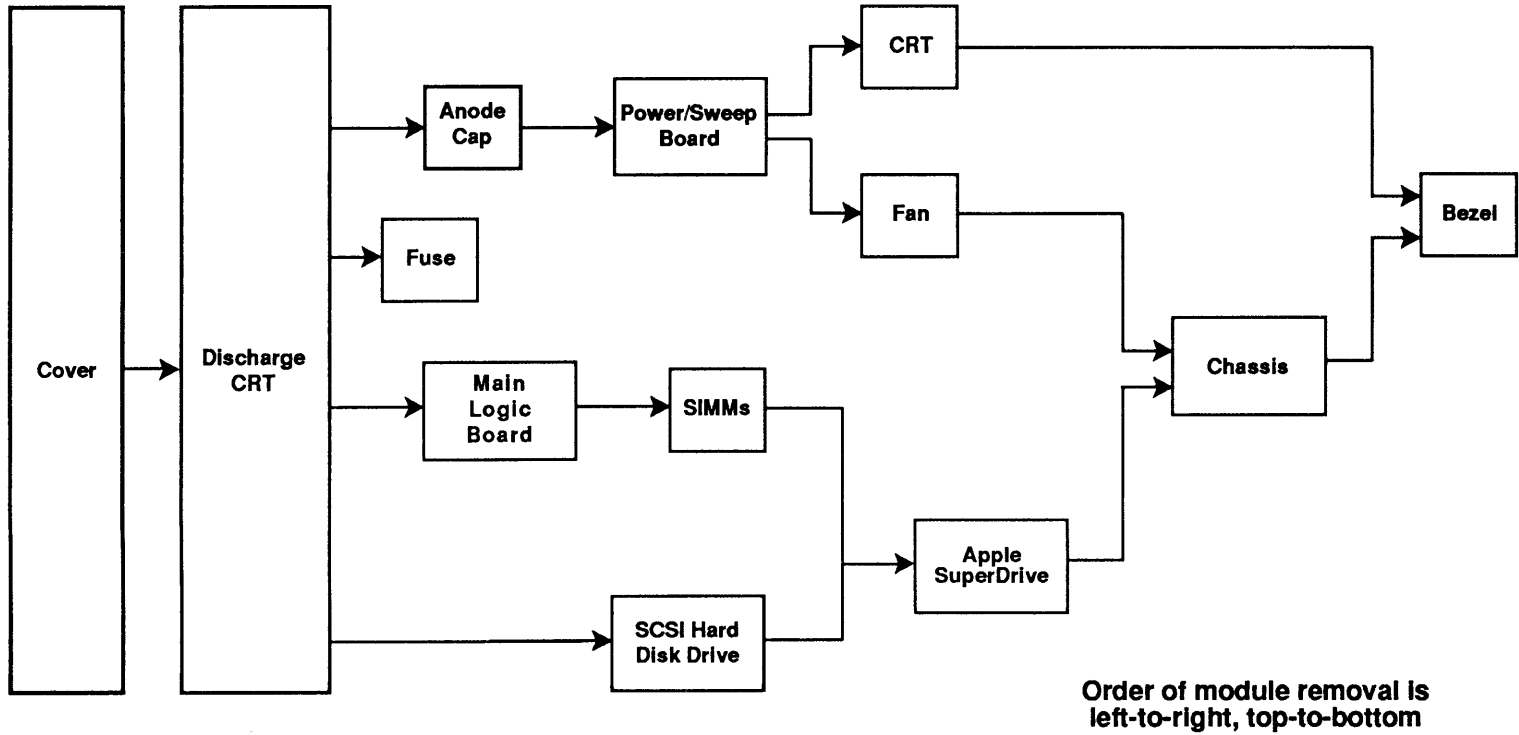 Cover
Discharge
CRT
Anode
Cap
Power/Sweep
Board
CRT
Fan
Bezel
Fuse
Main
Logic
Board
SIMMs
Chassis
SCSI Hard
Disk Drive
Apple
SuperDrive
Order of module removal is
left-to-right, top-to-bottom